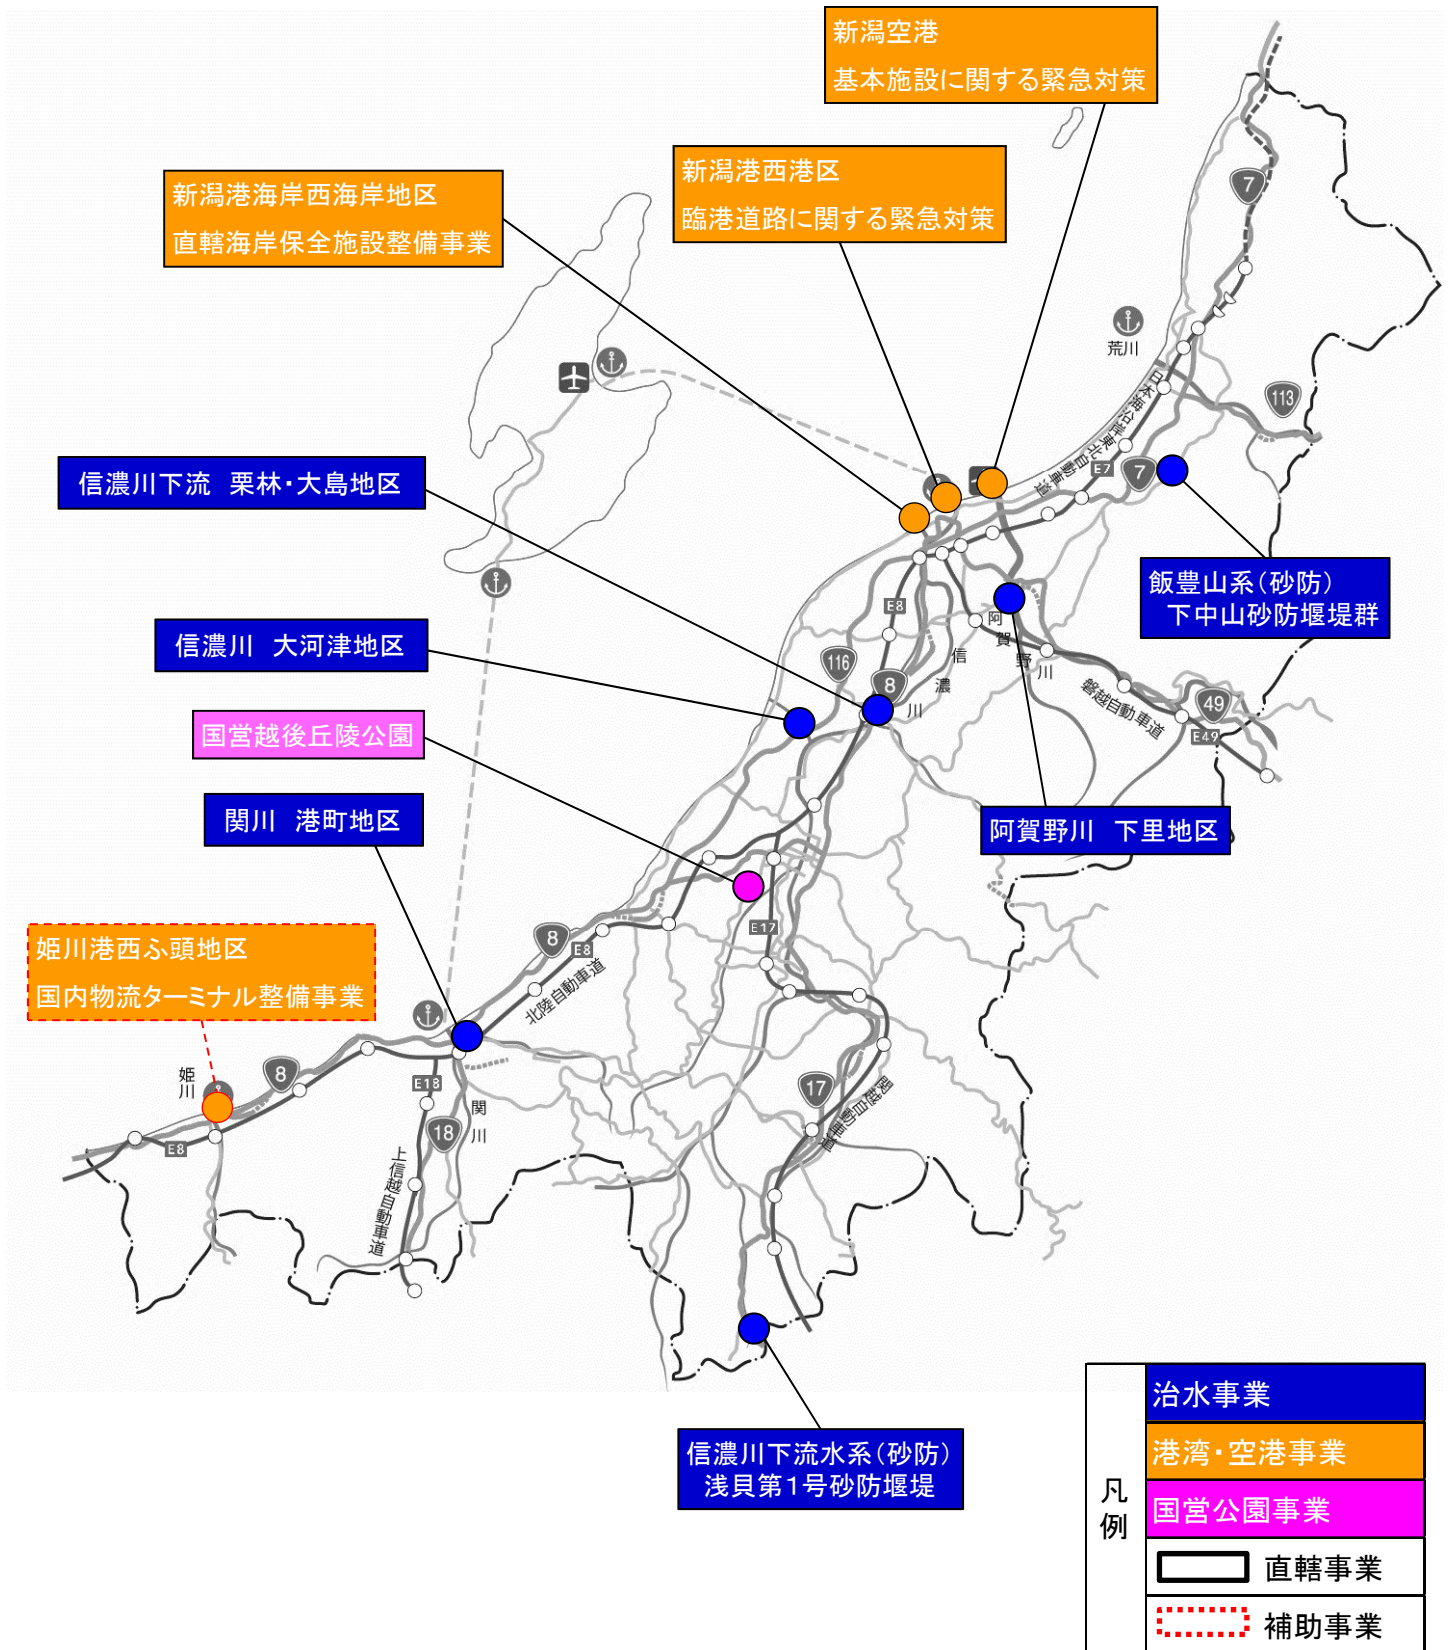 新潟空港
基本施設に関する緊急対策
新潟港西港区
臨港道路に関する緊急対策
新潟港海岸西海岸地区
直轄海岸保全施設整備事業
7
荒川
113
日本海沿岸東北自動車道
E7
7
信濃川下流 栗林・大島地区
飯豊山系(砂防)
下中山砂防堰堤群
E8
阿賀野川
信濃川
信濃川 大河津地区
116
8
磐越自動車道
49
E49
国営越後丘陵公園
関川 港町地区
阿賀野川 下里地区
8
E8
E17
北陸自動車道
姫川港西ふ頭地区
国内物流ターミナル整備事業
姫川
8
E18
関川
18
17
関越自動車道
E8
上信越自動車道
信濃川下流水系(砂防)
浅貝第1号砂防堰堤
凡例
治水事業
港湾・空港事業
国営公園事業
直轄事業
補助事業